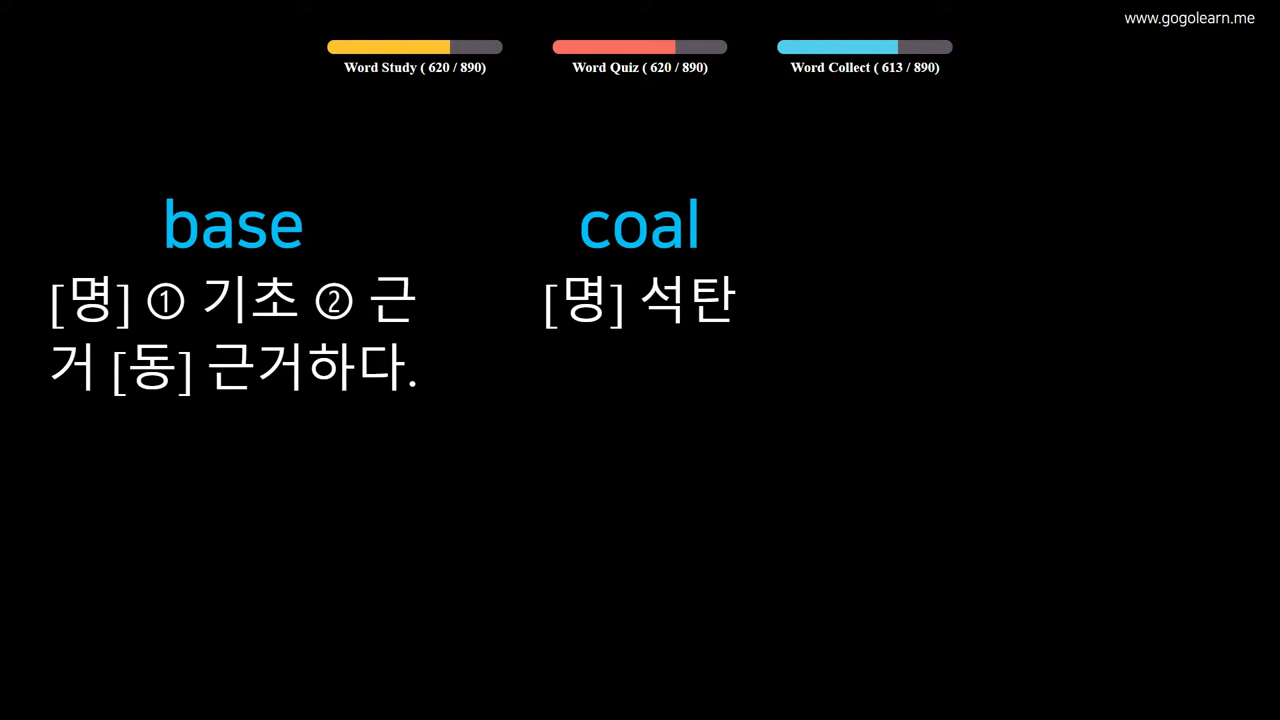 www.gogolearn.me
Word Study ( 620 / 890)
Word Quiz ( 620 / 890)
Word Collect ( 613 / 890)
base
[명] ① 기초 ② 근
거 [동] 근거하다.
coal
[명] 석탄